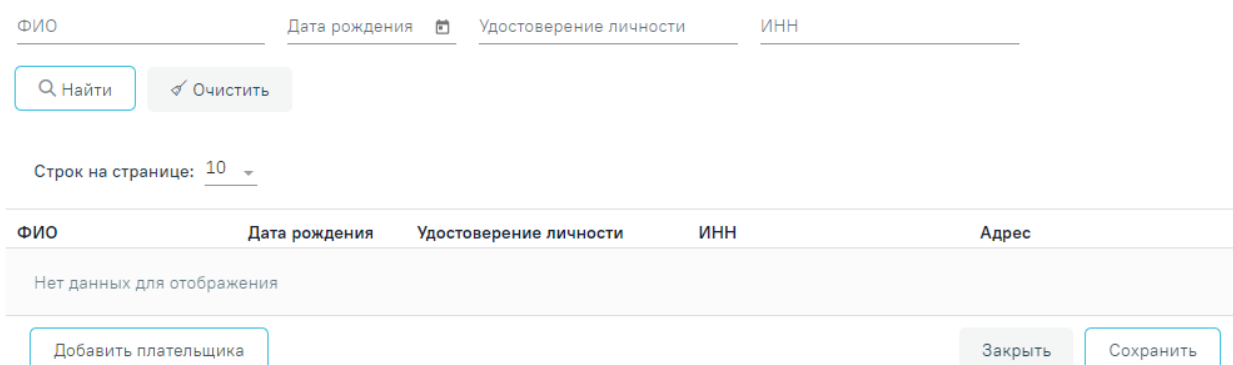 ФИО Дата рождения Удостоверение личности ИНН
Найти Очистить
Строк на странице: 10
ФИО Дата рождения Удостоверение личности ИНН Адрес
Нет данных для отображения
Добавить плательщика Закрыть Сохранить